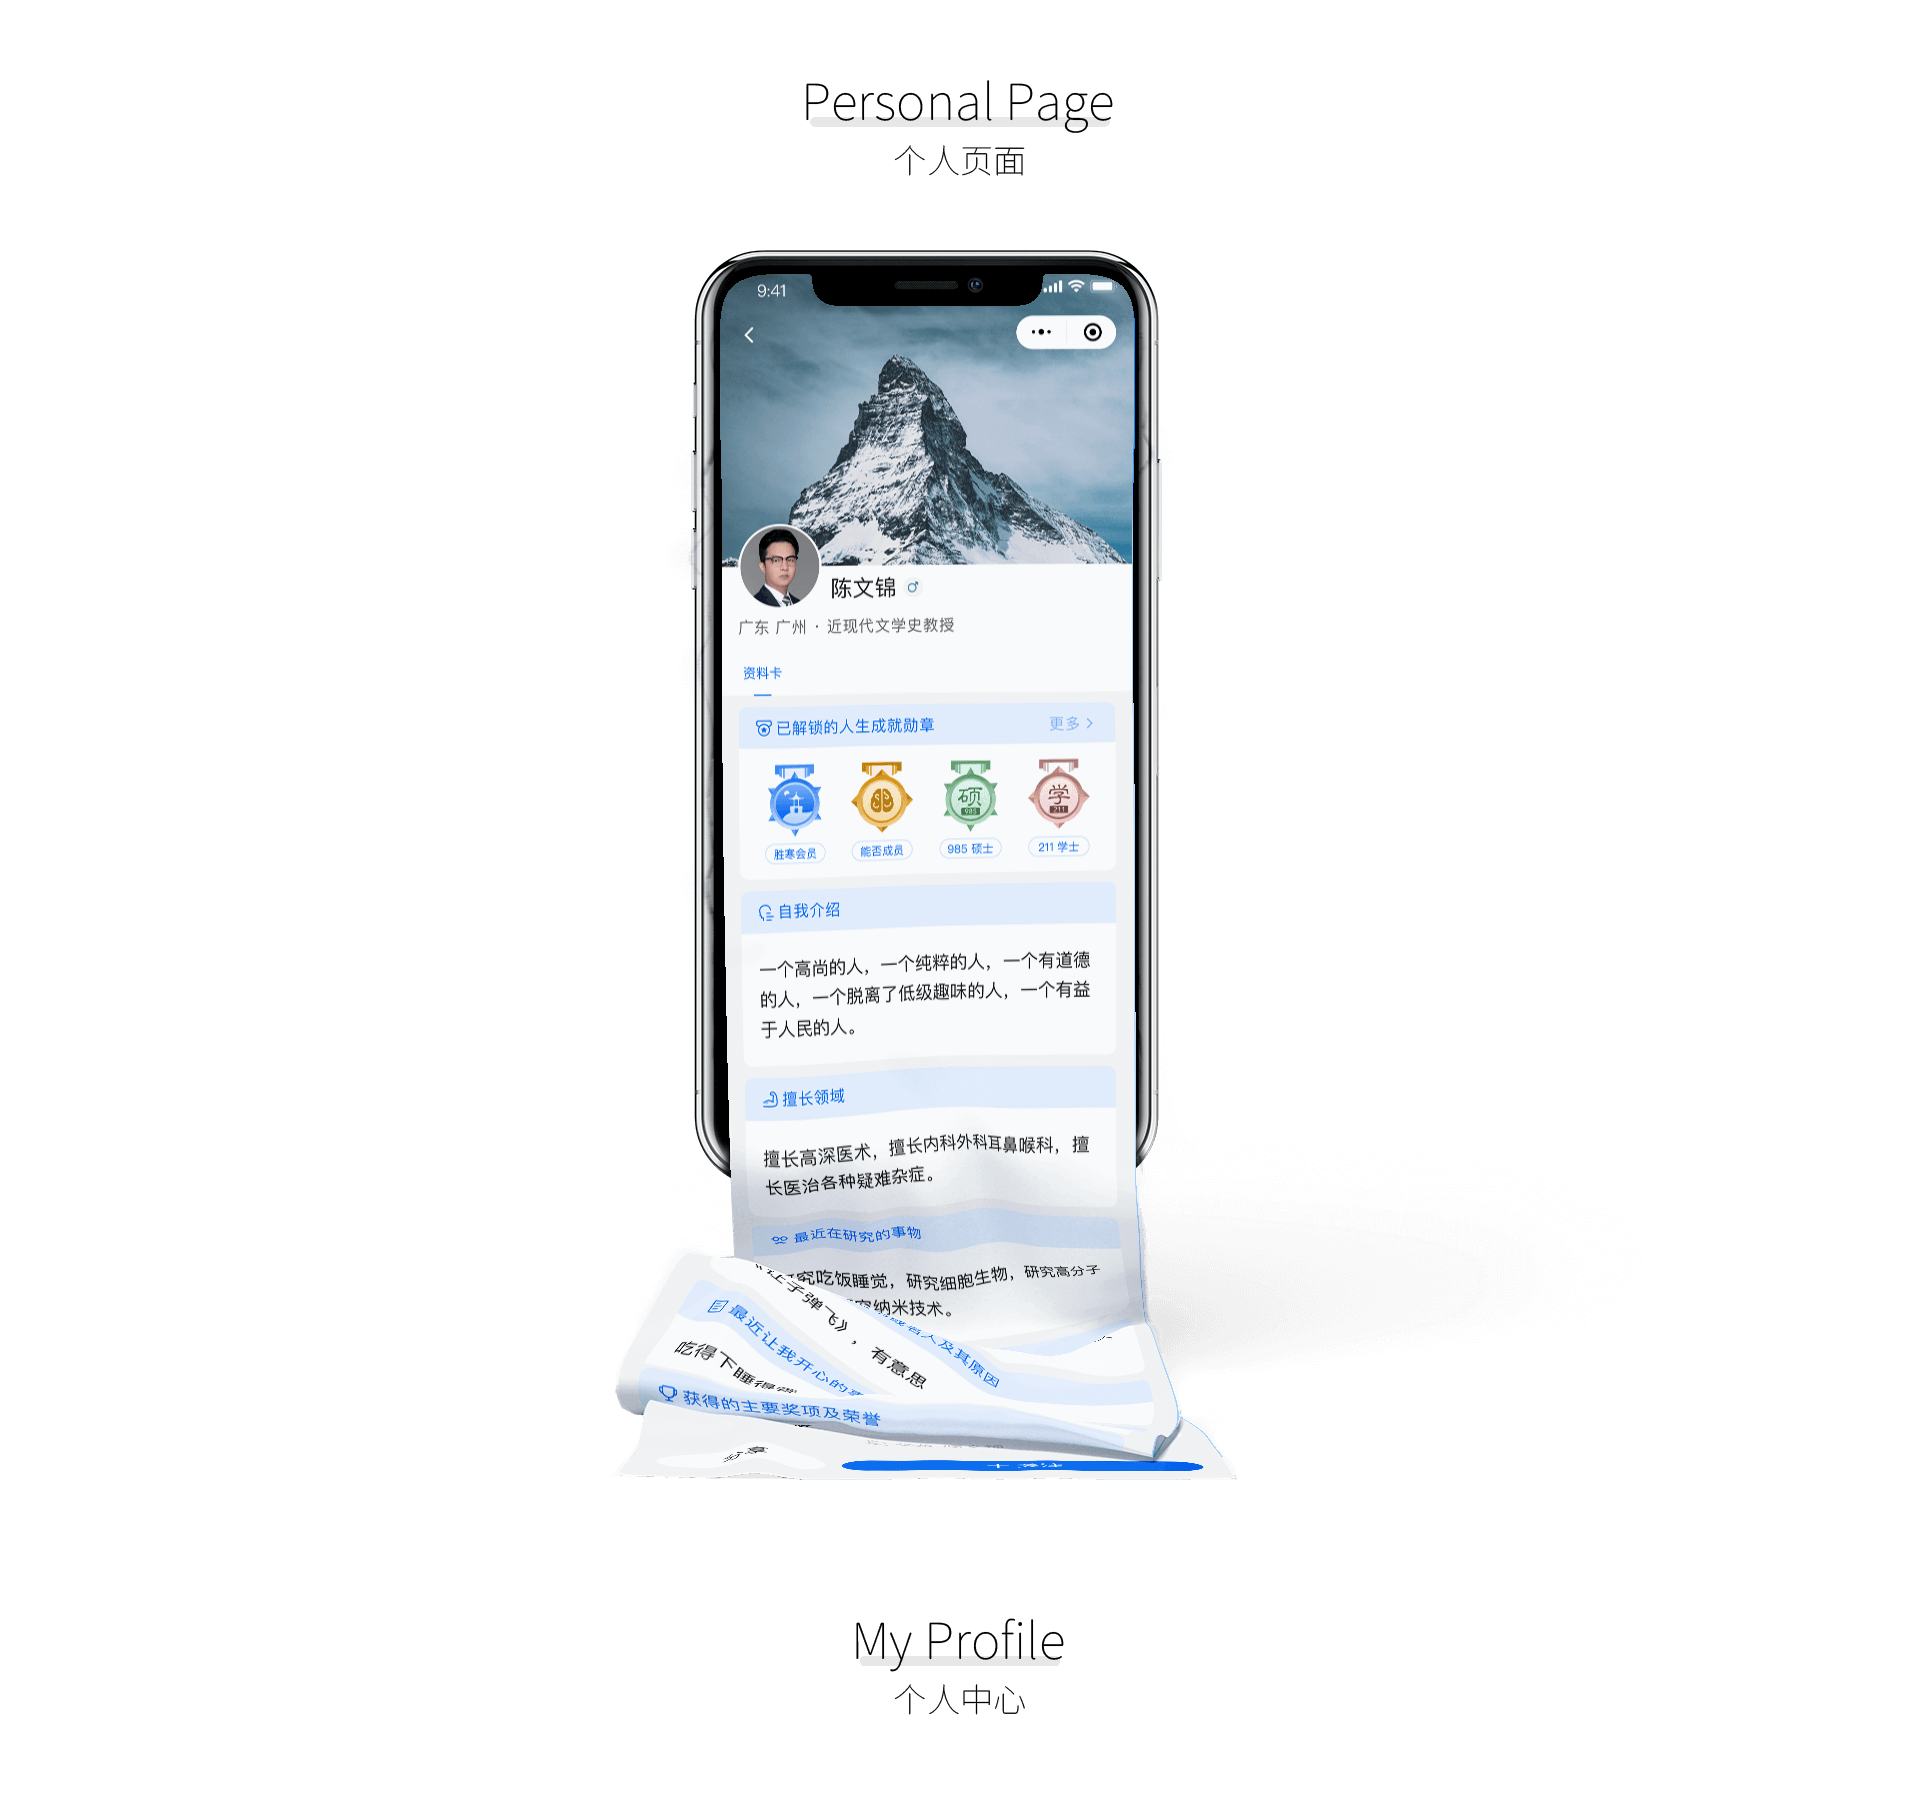 Personal Page
个人页面
9:41
陈文锦
广东 广州 · 近现代文学史教授
资料卡
已解锁的人生成就勋章
更多
硕
985
学
211
胜寒会员
能否成员
985 硕士
211 学士
自我介绍
一个高尚的人，一个纯粹的人，一个有道德
的人，一个脱离了低级趣味的人，一个有益
于人民的人。
擅长领域
擅长高深医术，擅长内科外科耳鼻喉科，擅
长医治各种疑难杂症。
最近在研究的事物
究吃饭睡觉，研究细胞生物，研究高分子
纳米技术。
人及其原因
让子弹飞》，有意思
最近让我开心的事
吃得下睡得
获得的主要奖项及荣誉
My Profile
个人中心